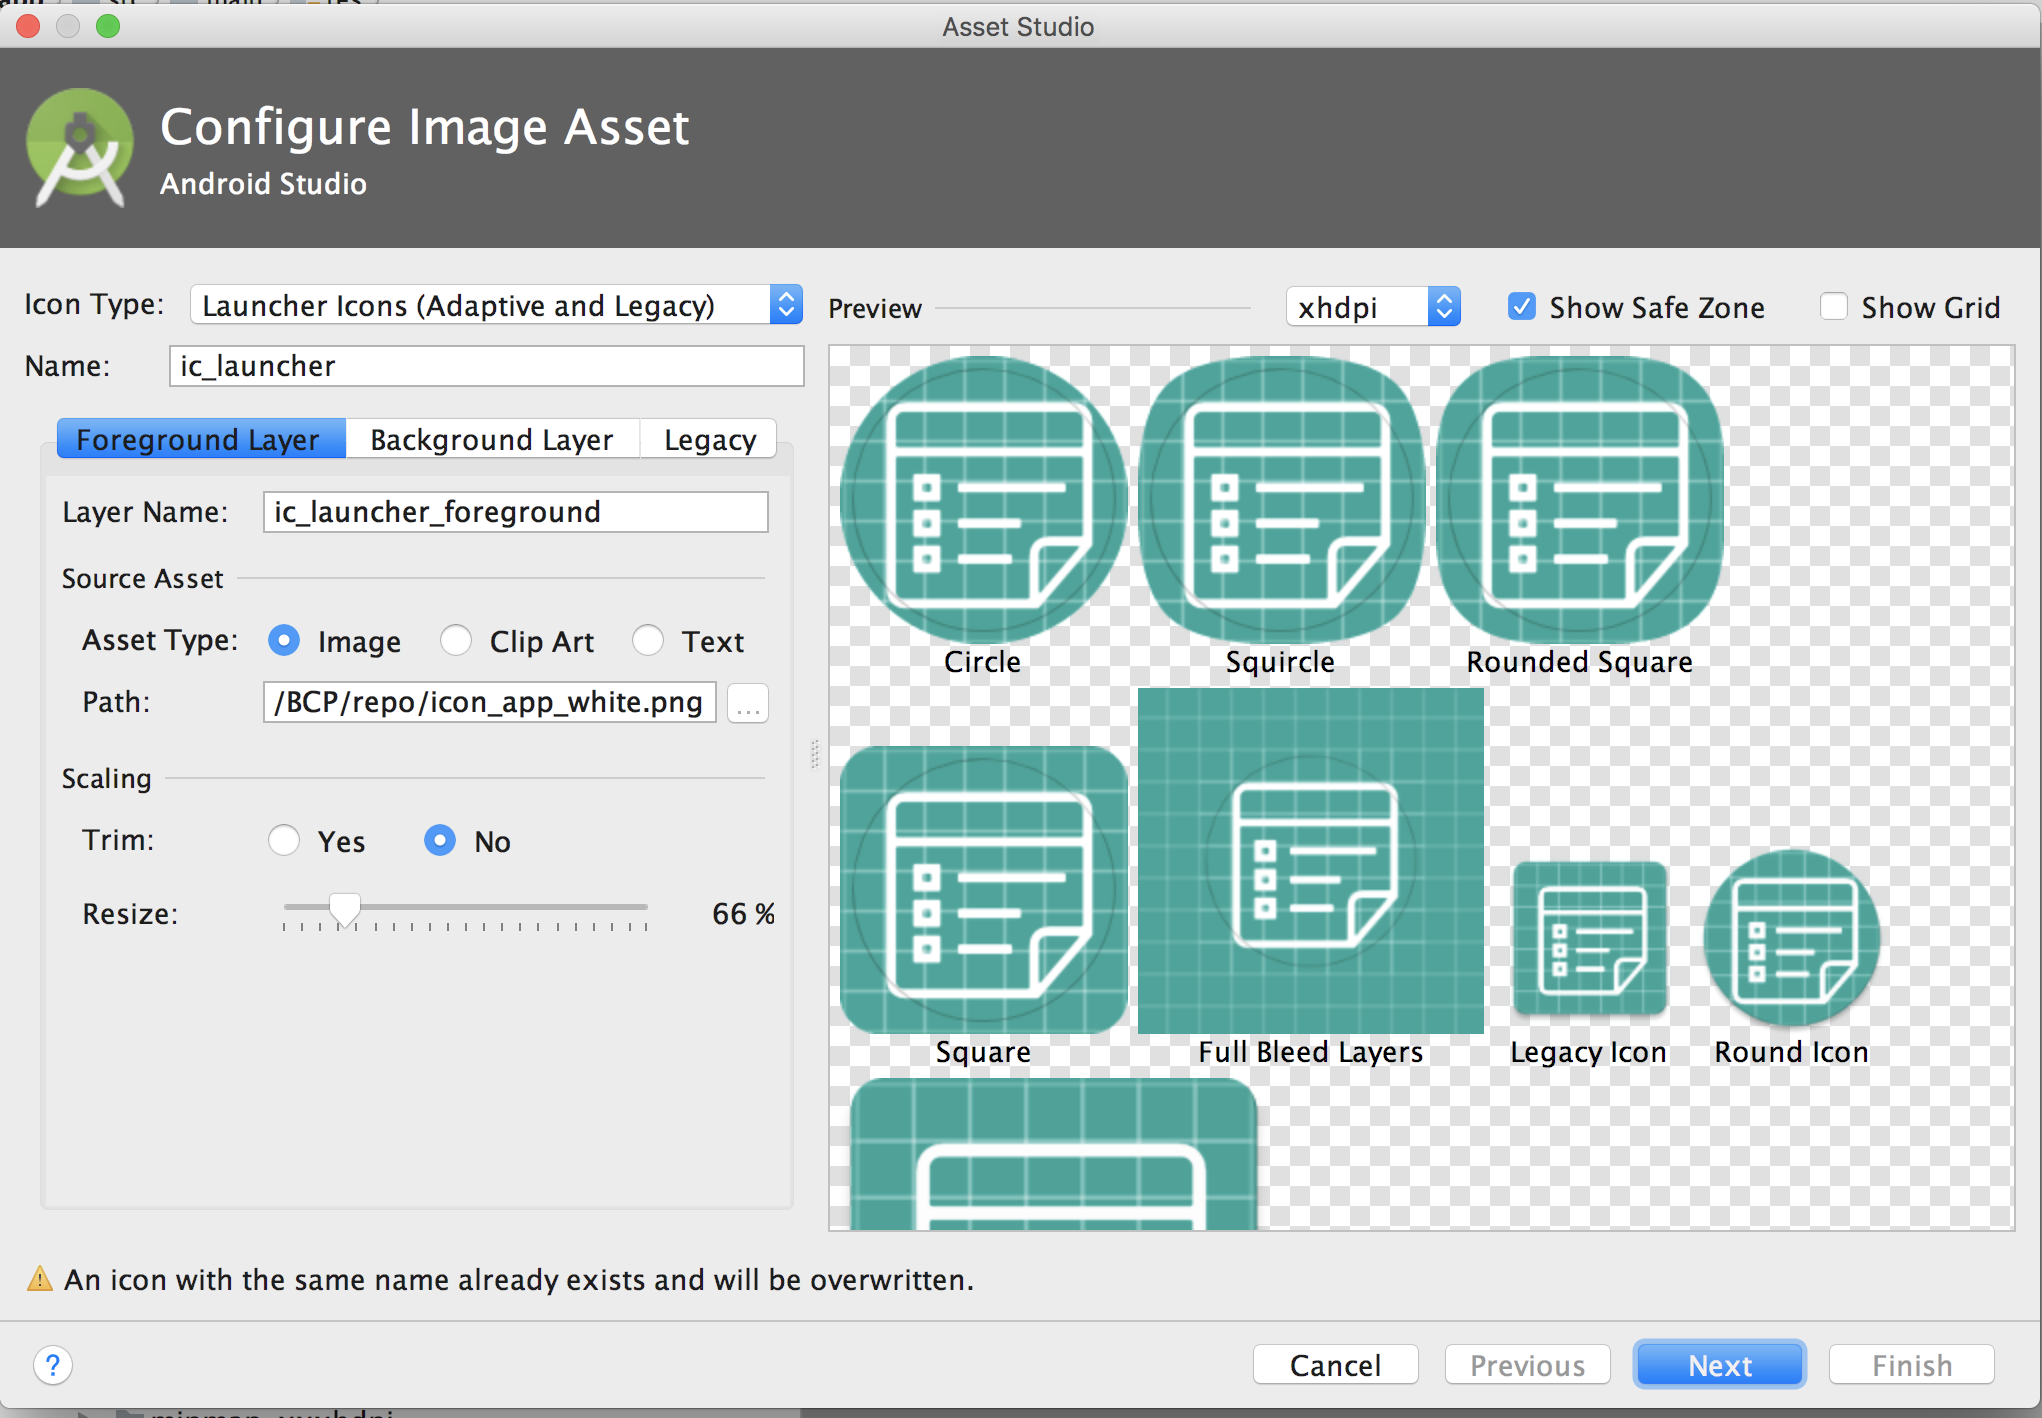 Asset Studio
Configure Image Asset
Android Studio
Icon Type: Launcher Icons (Adaptive and Legacy)
Name: ic_launcher
Foreground Layer Background Layer Legacy
Layer Name: ic_launcher_foreground
Source Asset
Asset Type: Image Clip Art Text
Path: /BCP/repo/icon_app_white.png ...
Scaling
Trim: Yes No
Resize: 66 %
Preview xhdpi Show Safe Zone Show Grid
Circle Squircle Rounded Square
Square Full Bleed Layers Legacy Icon Round Icon
An icon with the same name already exists and will be overwritten.
? Cancel Previous Next Finish